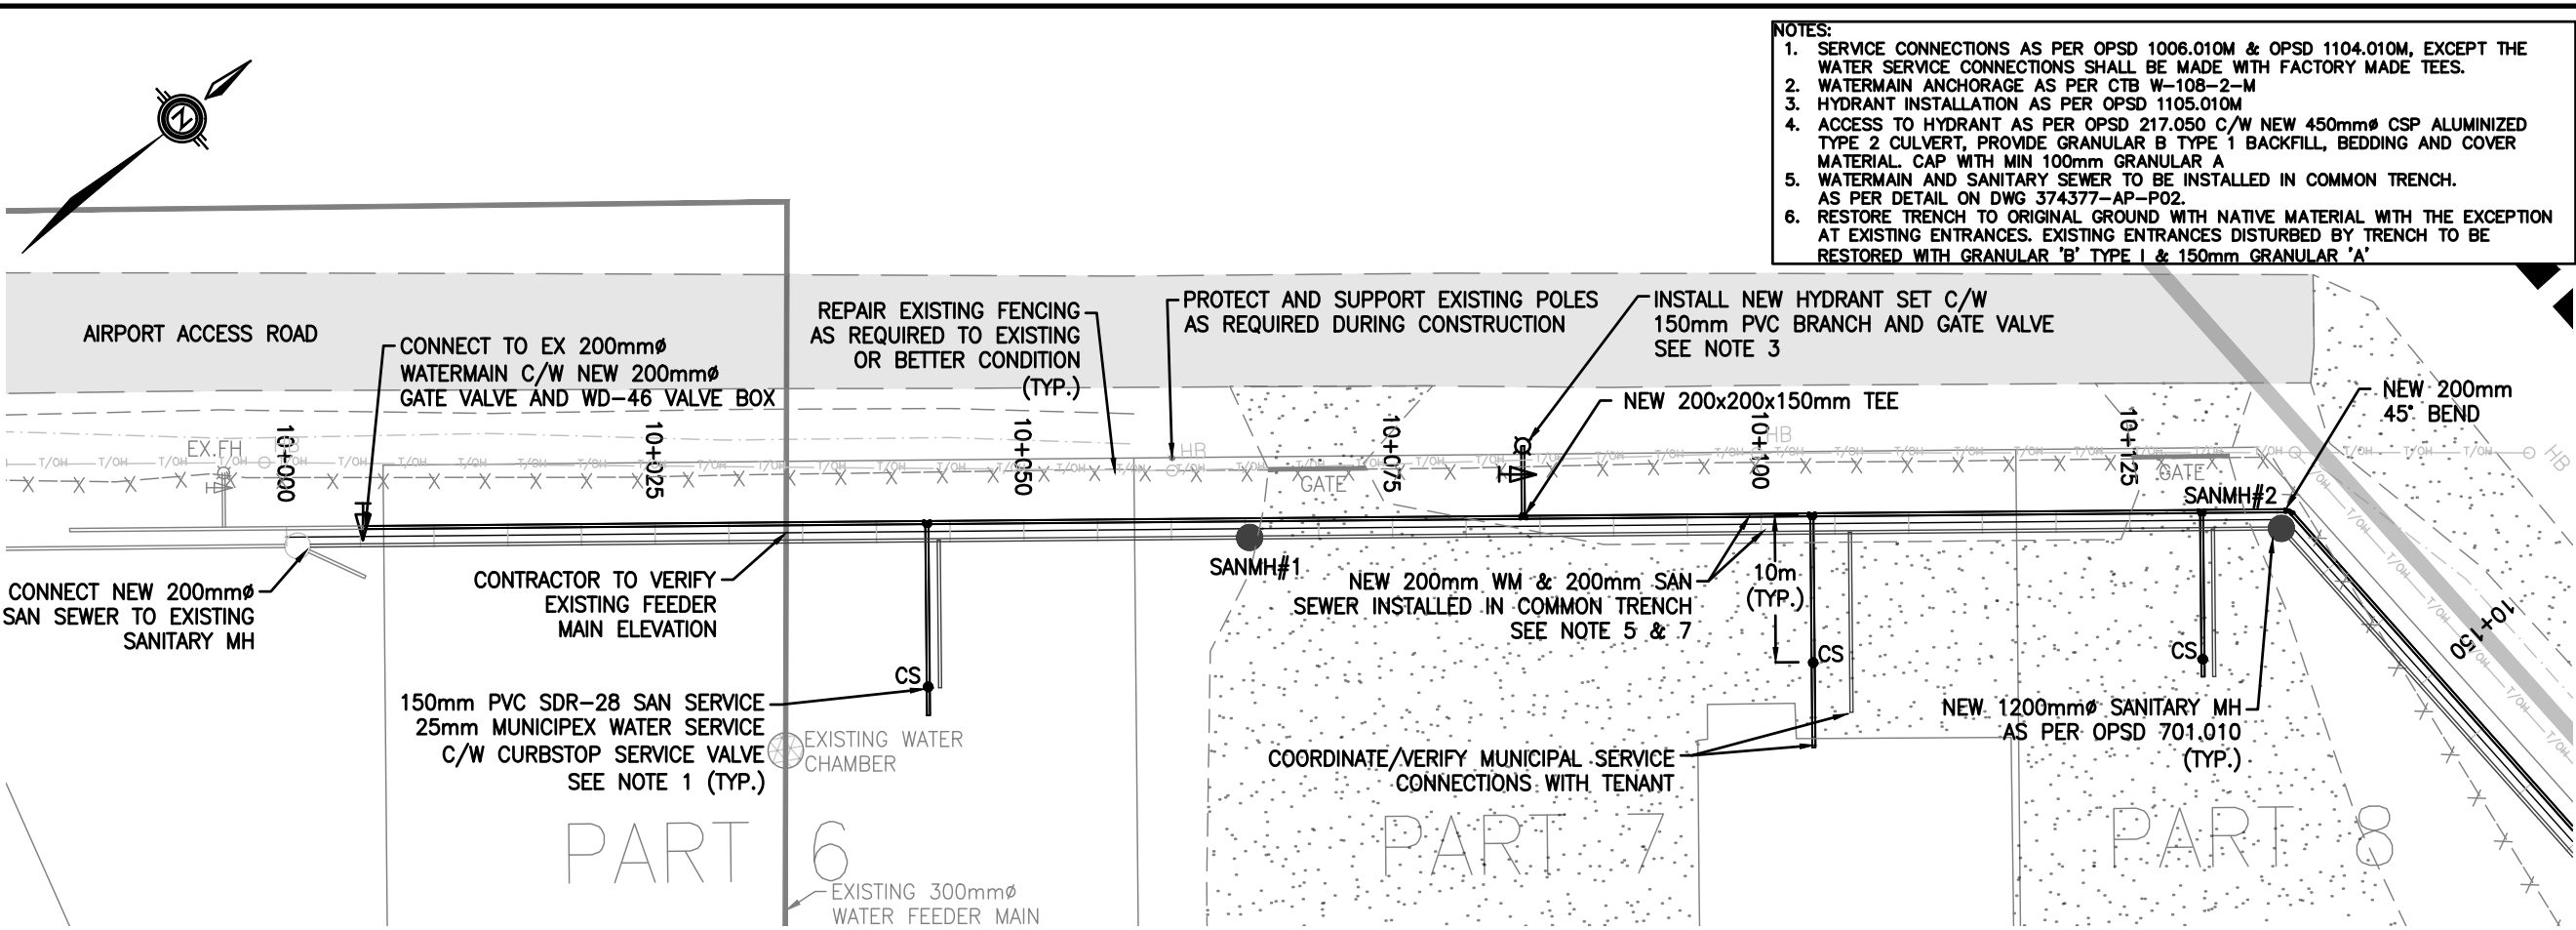 NOTES:
1. SERVICE CONNECTIONS AS PER OPSD 1006.010M & OPSD 1104.010M, EXCEPT THE
WATER SERVICE CONNECTIONS SHALL BE MADE WITH FACTORY MADE TEES.
2. WATERMAIN ANCHORAGE AS PER CTB W-108-2-M
3. HYDRANT INSTALLATION AS PER OPSD 1105.010M
4. ACCESS TO HYDRANT AS PER OPSD 217.050 C/W NEW 450mmø CSP ALUMINIZED
TYPE 2 CULVERT, PROVIDE GRANULAR B TYPE 1 BACKFILL, BEDDING AND COVER
MATERIAL. CAP WITH MIN 100mm GRANULAR A
5. WATERMAIN AND SANITARY SEWER TO BE INSTALLED IN COMMON TRENCH.
AS PER DETAIL ON DWG 374377-AP-P02.
6. RESTORE TRENCH TO ORIGINAL GROUND WITH NATIVE MATERIAL WITH THE EXCEPTION
AT EXISTING ENTRANCES. EXISTING ENTRANCES DISTURBED BY TRENCH TO BE
RESTORED WITH GRANULAR 'B' TYPE I & 150mm GRANULAR 'A'
N
AIRPORT ACCESS ROAD
CONNECT TO EX 200mmø
WATERMAIN C/W NEW 200mmø
GATE VALVE AND WD-46 VALVE BOX
REPAIR EXISTING FENCING
AS REQUIRED TO EXISTING
OR BETTER CONDITION
(TYP.)
PROTECT AND SUPPORT EXISTING POLES
AS REQUIRED DURING CONSTRUCTION
INSTALL NEW HYDRANT SET C/W
150mm PVC BRANCH AND GATE VALVE
SEE NOTE 3
NEW 200x200x150mm TEE
NEW 200mm
45° BEND
EX.FH
HB
HB
HB
HB
10+000
10+025
10+050
10+075
10+100
10+125
10+150
T/OH T/OH T/OH T/OH T/OH T/OH T/OH T/OH T/OH T/OH
GATE
GATE
SANMH#1
SANMH#2
CONNECT NEW 200mmø
SAN SEWER TO EXISTING
SANITARY MH
CONTRACTOR TO VERIFY
EXISTING FEEDER
MAIN ELEVATION
NEW 200mm WM & 200mm SAN
SEWER INSTALLED IN COMMON TRENCH
SEE NOTE 5 & 7
10m
(TYP.)
CS
CS
CS
150mm PVC SDR-28 SAN SERVICE
25mm MUNICIPEX WATER SERVICE
C/W CURBSTOP SERVICE VALVE
SEE NOTE 1 (TYP.)
EXISTING WATER
CHAMBER
COORDINATE/VERIFY MUNICIPAL SERVICE
CONNECTIONS WITH TENANT
NEW 1200mmø SANITARY MH
AS PER OPSD 701.010
(TYP.)
PART 6
PART 7
PART 8
EXISTING 300mmø
WATER FEEDER MAIN